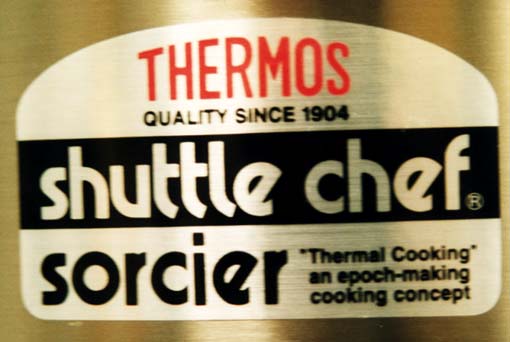 THERMOS
QUALITY SINCE 1904
shuttle chef®
sorcier
"Thermal Cooking"
an epoch-making
cooking concept